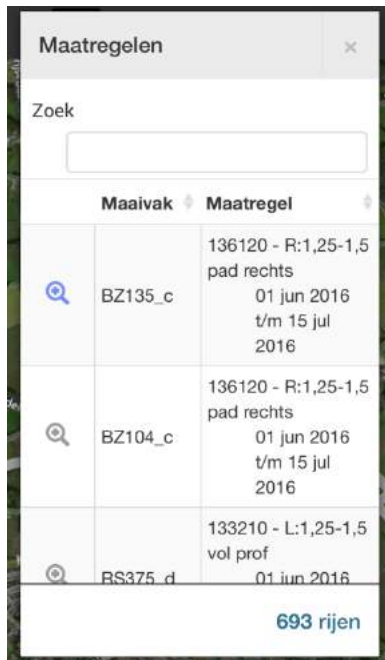 Maatregelen
×
Zoek
Maaivak Maatregel
136120 - R:1,25-1,5
pad rechts
01 jun 2016
BZ135_c
t/m 15 jul
2016
136120 - R:1,25-1,5
pad rechts
01 jun 2016
BZ104_c
t/m 15 jul
2016
133210 - L:1,25-1,5
vol prof
RS375_d 01 jun 2016
693 rijen